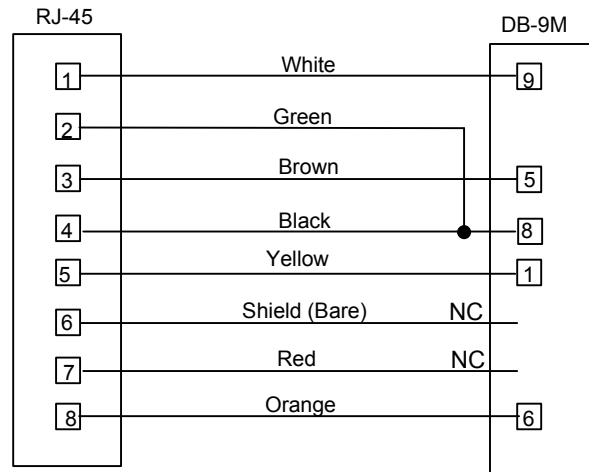 RJ-45 DB-9M
1 White 9
2 Green
3 Brown 5
4 Black 8
5 Yellow 1
6 Shield (Bare) NC
7 Red NC
8 Orange 6